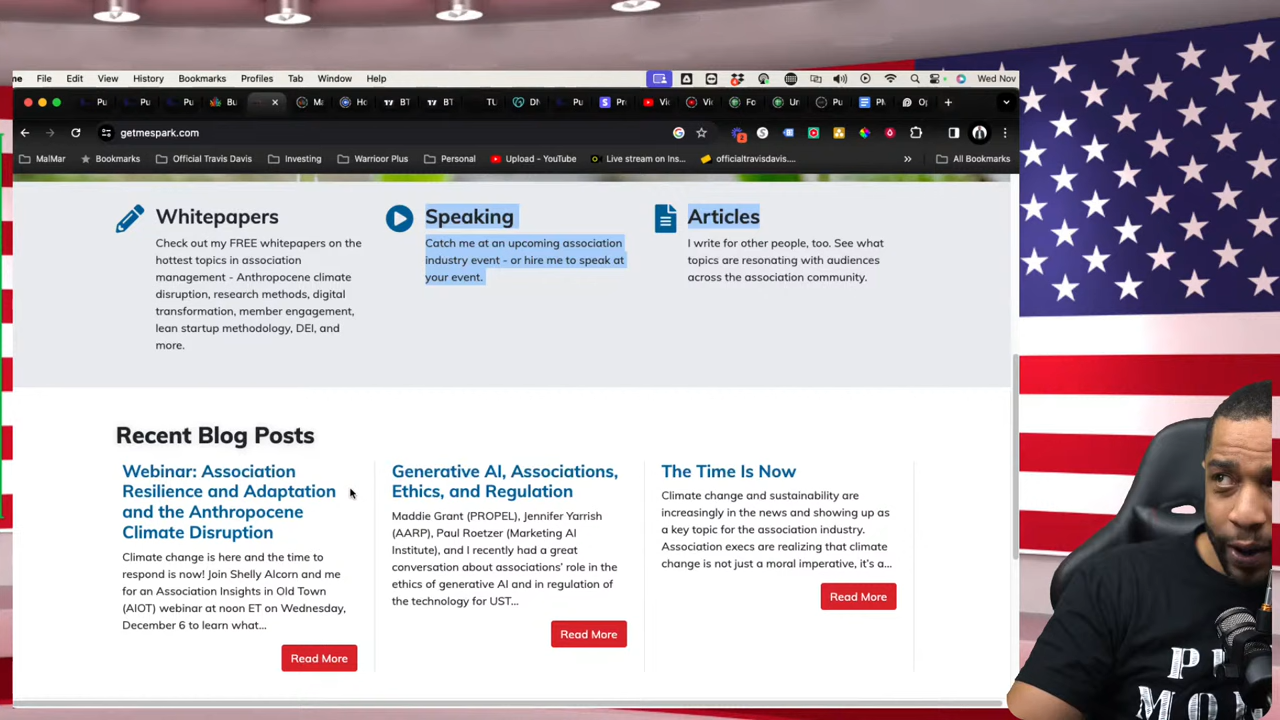 File Edit View History Bookmarks Profiles Tab Window Help
Wed Nov
getmespark.com
MalMar Bookmarks Official Travis Davis Investing Warrioor Plus Personal Upload - YouTube Live stream on Ins... officialtravisdavis.... » All Bookmarks
Whitepapers
Check out my FREE whitepapers on the
hottest topics in association
management - Anthropocene climate
disruption, research methods, digital
transformation, member engagement,
lean startup methodology, DEI, and
more.
Speaking
Catch me at an upcoming association
industry event - or hire me to speak at
your event.
Articles
I write for other people, too. See what
topics are resonating with audiences
across the association community.
Recent Blog Posts
Webinar: Association
Resilience and Adaptation
and the Anthropocene
Climate Disruption
Climate change is here and the time to
respond is now! Join Shelly Alcorn and me
for an Association Insights in Old Town
(AIOT) webinar at noon ET on Wednesday,
December 6 to learn what...
Read More
Generative AI, Associations,
Ethics, and Regulation
Maddie Grant (PROPEL), Jennifer Yarrish
(AARP), Paul Roetzer (Marketing AI
Institute), and I recently had a great
conversation about associations' role in the
ethics of generative AI and in regulation of
the technology for UST...
Read More
The Time Is Now
Climate change and sustainability are
increasingly in the news and showing up as
a key topic for the association industry.
Association execs are realizing that climate
change is not just a moral imperative, it's a...
Read More